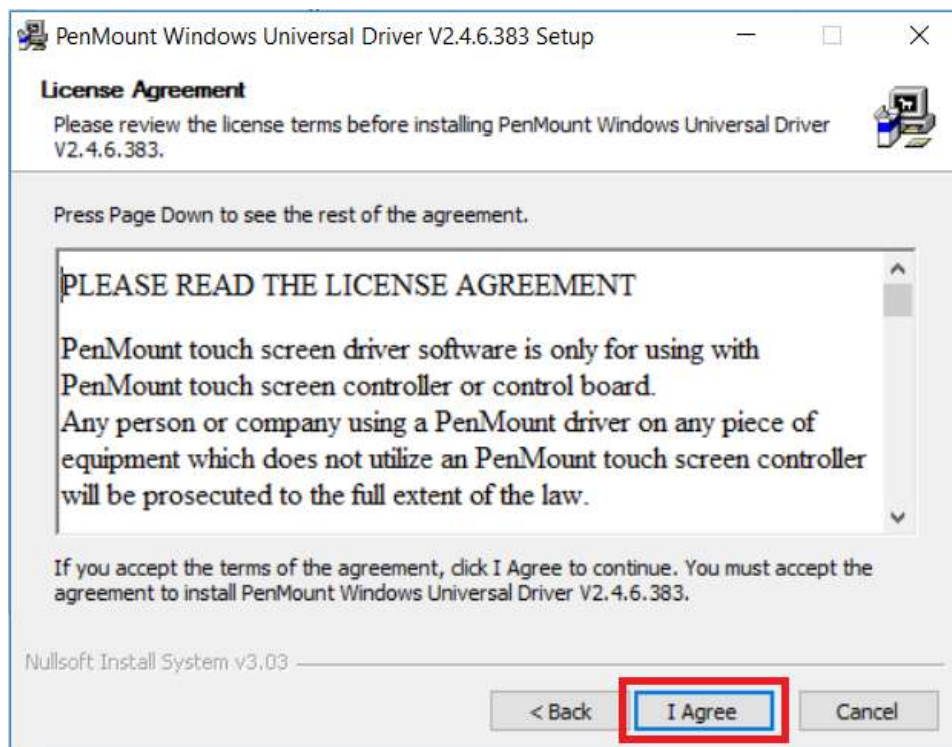 PenMount Windows Universal Driver V2.4.6.383 Setup
License Agreement
Please review the license terms before installing PenMount Windows Universal Driver
V2.4.6.383.
Press Page Down to see the rest of the agreement.
PLEASE READ THE LICENSE AGREEMENT
PenMount touch screen driver software is only for using with
PenMount touch screen controller or control board.
Any person or company using a PenMount driver on any piece of
equipment which does not utilize an PenMount touch screen controller
will be prosecuted to the full extent of the law.
If you accept the terms of the agreement, click I Agree to continue. You must accept the
agreement to install PenMount Windows Universal Driver V2.4.6.383.
Nullsoft Install System v3.03
< Back I Agree Cancel